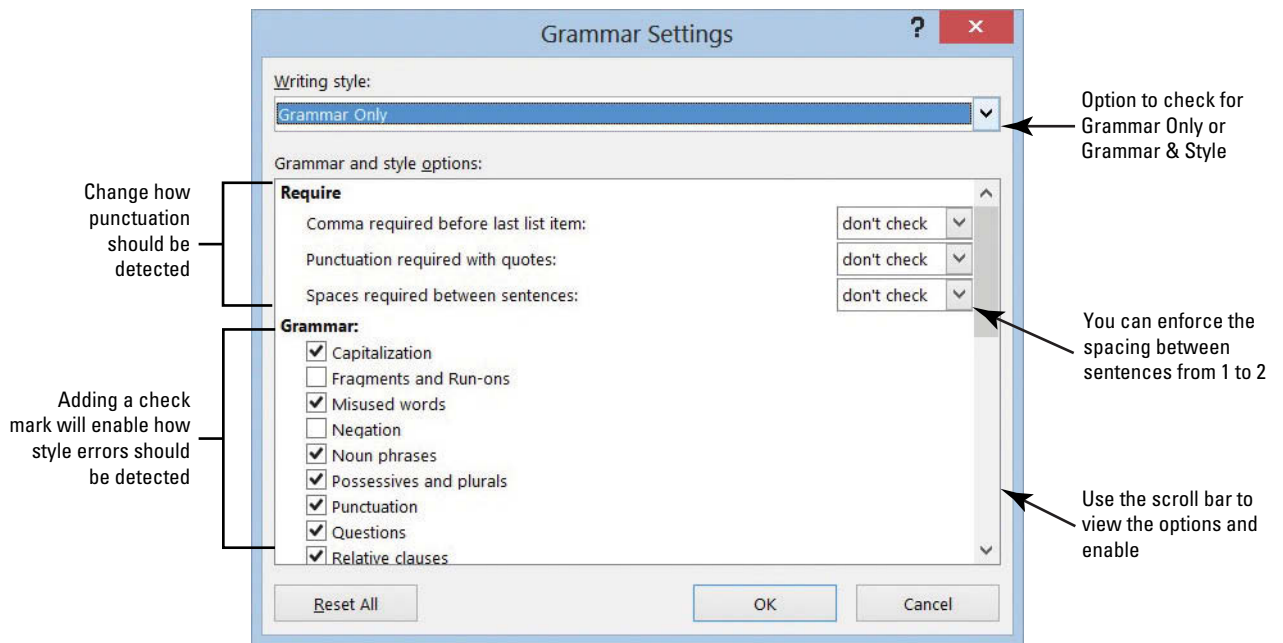 Grammar Settings
?
Writing style:
Grammar Only
Option to check for
Grammar Only or
Grammar & Style
Grammar and style options:
Change how
punctuation
should be
detected
Require
Comma required before last list item: don't check
Punctuation required with quotes: don't check
Spaces required between sentences: don't check
You can enforce the
spacing between
sentences from 1 to 2
Grammar:
Capitalization
Fragments and Run-ons
Misused words
Negation
Noun phrases
Possessives and plurals
Punctuation
Questions
Relative clauses
Adding a check
mark will enable how
style errors should
be detected
Use the scroll bar to
view the options and
enable
Reset All OK Cancel